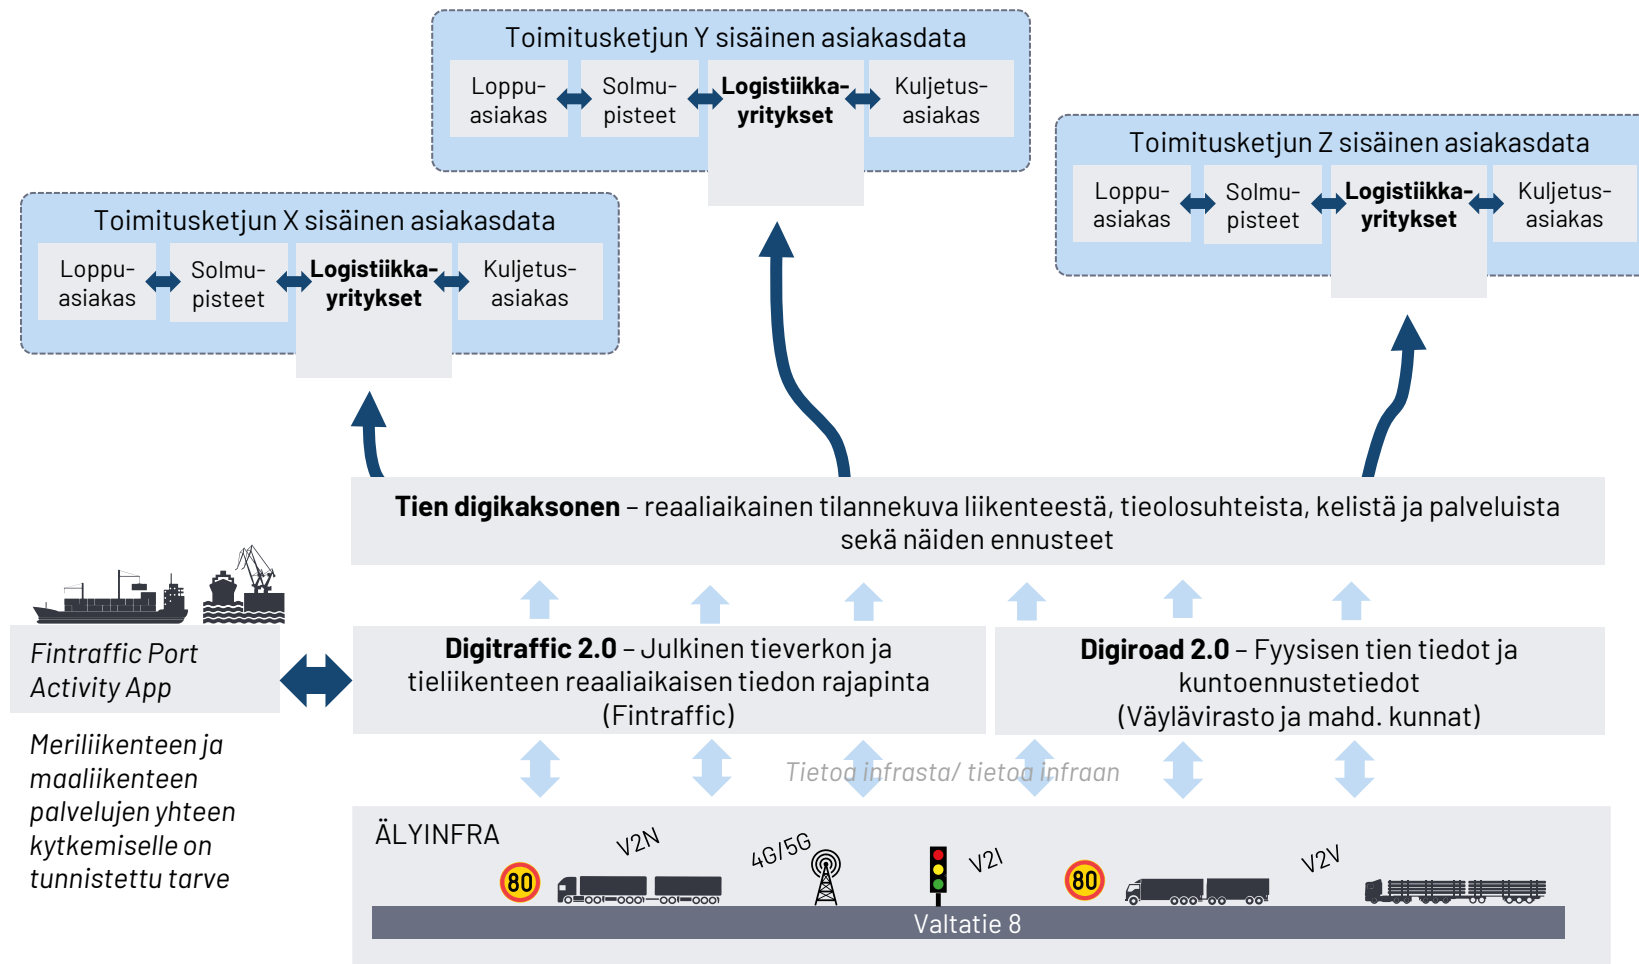 Toimitusketjun Y sisäinen asiakasdata
Loppu-
asiakas
Solmu-
pisteet
Logistiikka-
yritykset
Kuljetus-
asiakas
Toimitusketjun Z sisäinen asiakasdata
Loppu-
asiakas
Solmu-
pisteet
Logistiikka-
yritykset
Kuljetus-
asiakas
Toimitusketjun X sisäinen asiakasdata
Loppu-
asiakas
Solmu-
pisteet
Logistiikka-
yritykset
Kuljetus-
asiakas
Tien digikaksonen – reaaliaikainen tilannekuva liikenteestä, tieolosuhteista, kelistä ja palveluista
sekä näiden ennusteet
Fintraffic Port
Activity App
Meriliikenteen ja
maaliikenteen
palvelujen yhteen
kytkemiselle on
tunnistettu tarve
Digitraffic 2.0 – Julkinen tieverkon ja
tieliikenteen reaaliaikaisen tiedon rajapinta
(Fintraffic)
Digiroad 2.0 – Fyysisen tien tiedot ja
kuntoennustetiedot
(Väylävirasto ja mahd. kunnat)
Tietoa infrasta/ tietoa infraan
ÄLYINFRA
80
V2N
4G/5G
V2I
80
V2V
Valtatie 8